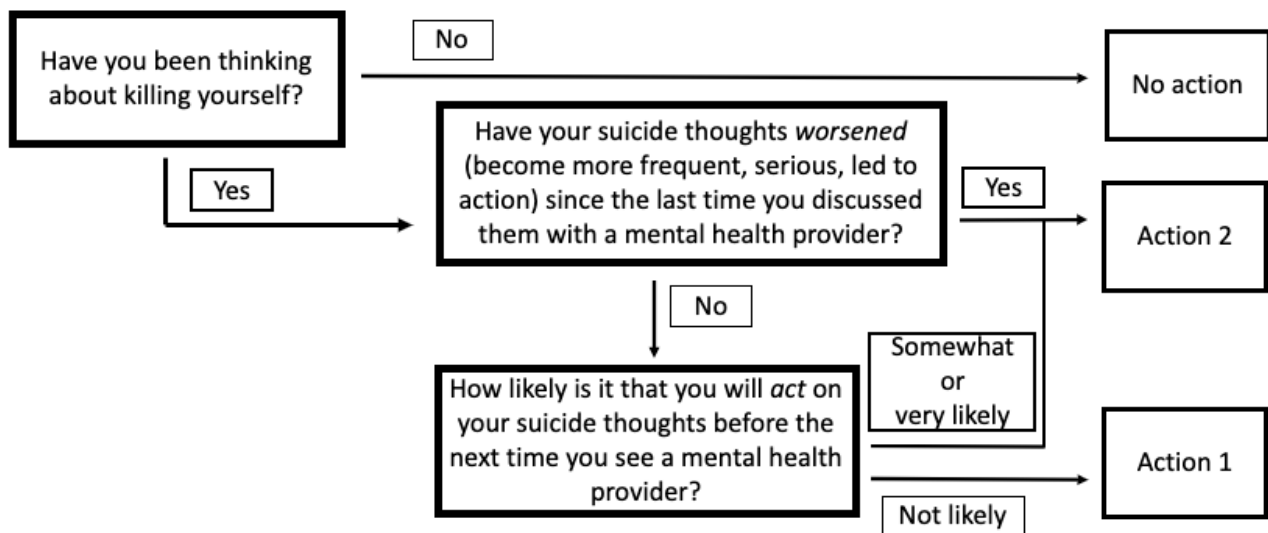 Have you been thinking
about killing yourself?
No
No action
Yes
Have your suicide thoughts worsened
(become more frequent, serious, led to
action) since the last time you discussed
them with a mental health provider?
Yes
Action 2
No
How likely is it that you will act on
your suicide thoughts before the
next time you see a mental health
provider?
Somewhat
or
very likely
Not likely
Action 1